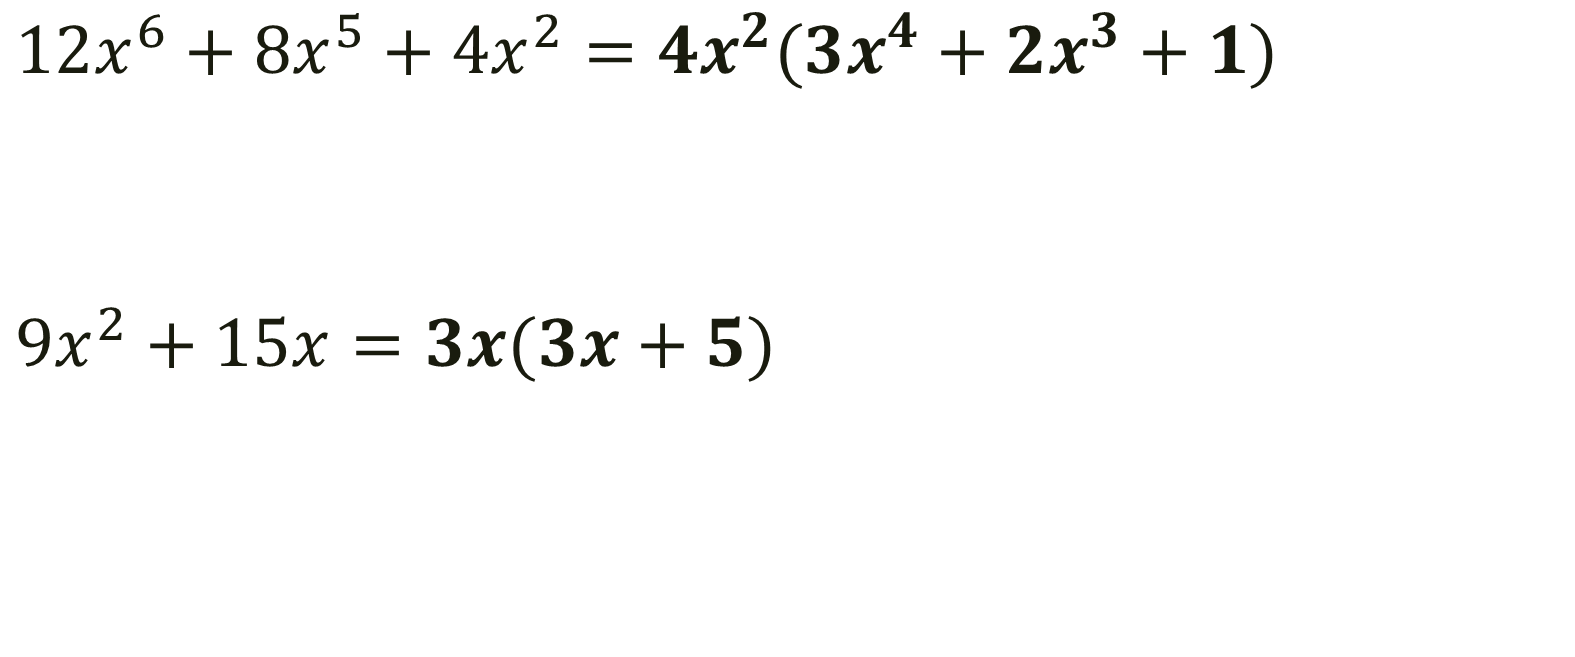 12x⁶ + 8x⁵ + 4x² = 4x²(3x⁴ + 2x³ + 1)
9x² + 15x = 3x(3x + 5)